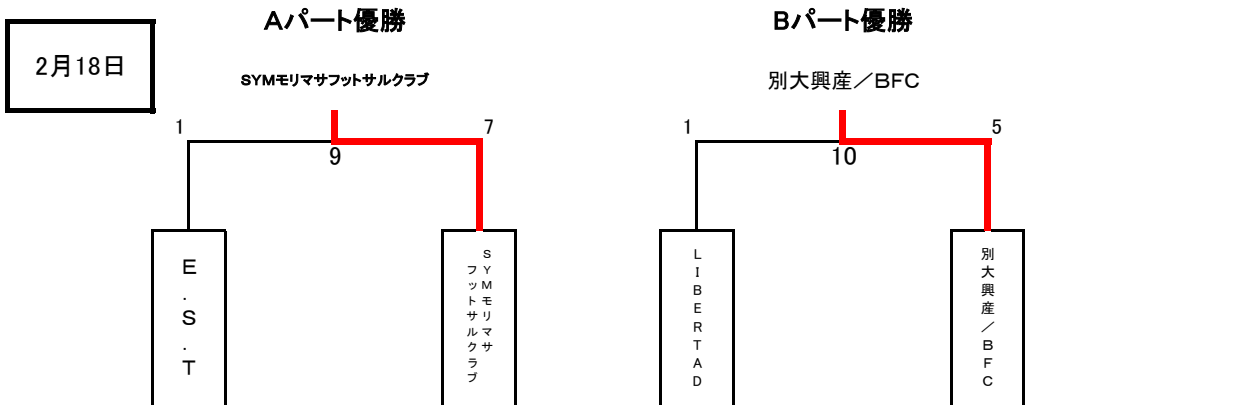 Aパート優勝
Bパート優勝
2月18日
SYMモリマサフットサルクラブ
別大興産／BFC
1
7
1
5
9
10
E.S.T
SYMモリマサ
フットサルクラブ
LIBERTAD
別大興産／BFC